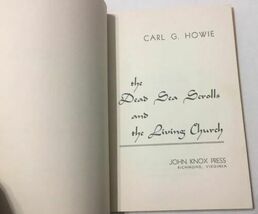 CARL G. HOWIE
the
Dead Sea Scrolls
and
the Living Church
JOHN KNOX PRESS
RICHMOND, VIRGINIA